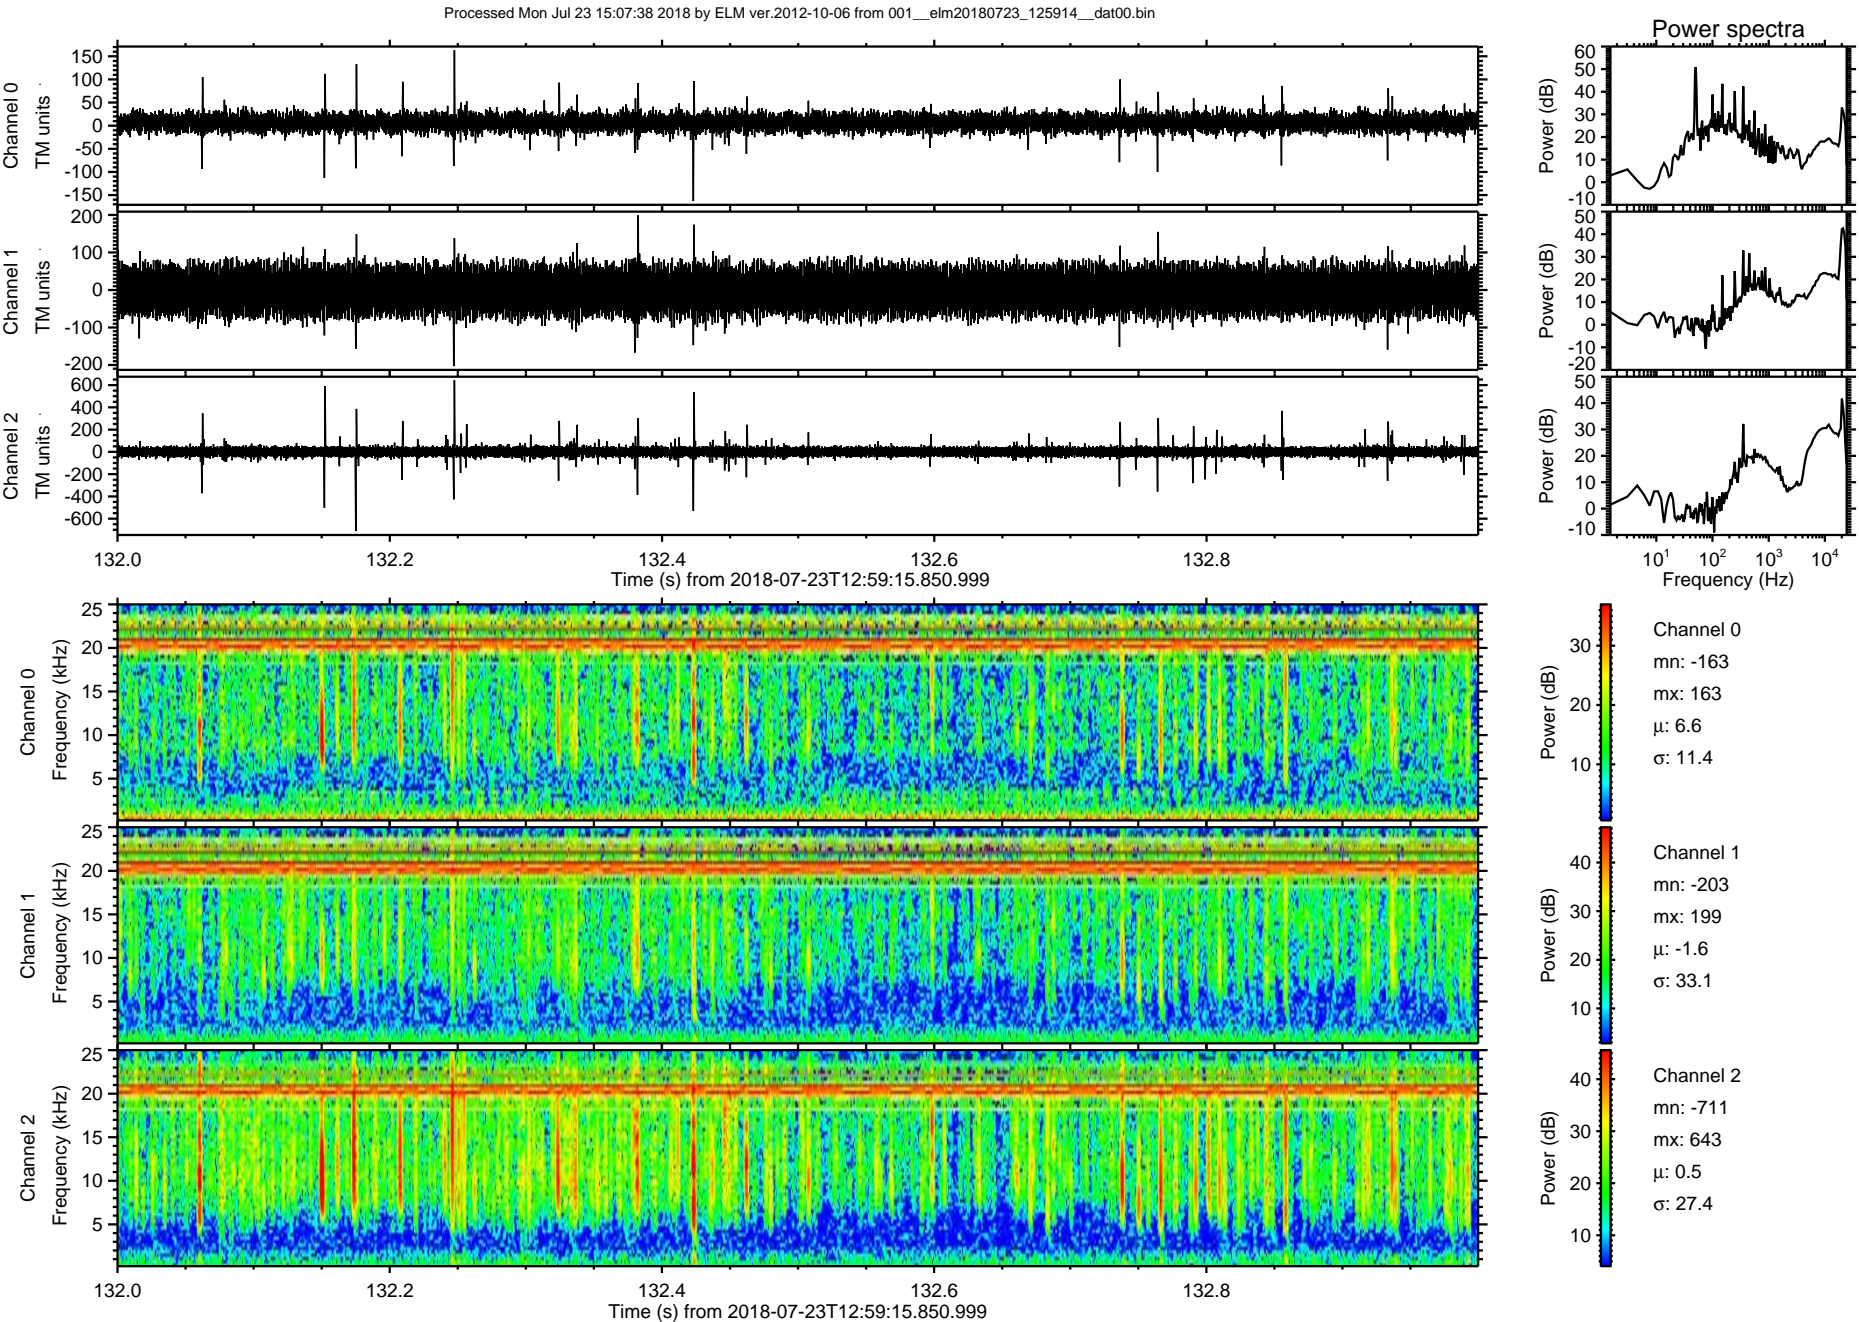 Processed Mon Jul 23 15:07:38 2018 by ELM ver.2012-10-06 from 001__elm20180723_125914__dat00.bin
Power spectra
Channel 0
TM units
150
100
50
0
-50
-100
-150
Power (dB)
60
50
40
30
20
10
0
-10
Channel 1
TM units
200
100
0
-100
-200
Power (dB)
50
40
30
20
10
0
-10
-20
Channel 2
TM units
600
400
200
0
-200
-400
-600
Power (dB)
50
40
30
20
10
0
-10
132.0 132.2 132.4 132.6 132.8
Time (s) from 2018-07-23T12:59:15.850.999
10¹ 10² 10³ 10⁴
Frequency (Hz)
Channel 0
Frequency (kHz)
25
20
15
10
5
Power (dB)
30
20
10
Channel 0
mn: -163
mx: 163
μ: 6.6
σ: 11.4
Channel 1
Frequency (kHz)
25
20
15
10
5
Power (dB)
40
30
20
10
Channel 1
mn: -203
mx: 199
μ: -1.6
σ: 33.1
Channel 2
Frequency (kHz)
25
20
15
10
5
Power (dB)
40
30
20
10
Channel 2
mn: -711
mx: 643
μ: 0.5
σ: 27.4
132.0 132.2 132.4 132.6 132.8
Time (s) from 2018-07-23T12:59:15.850.999